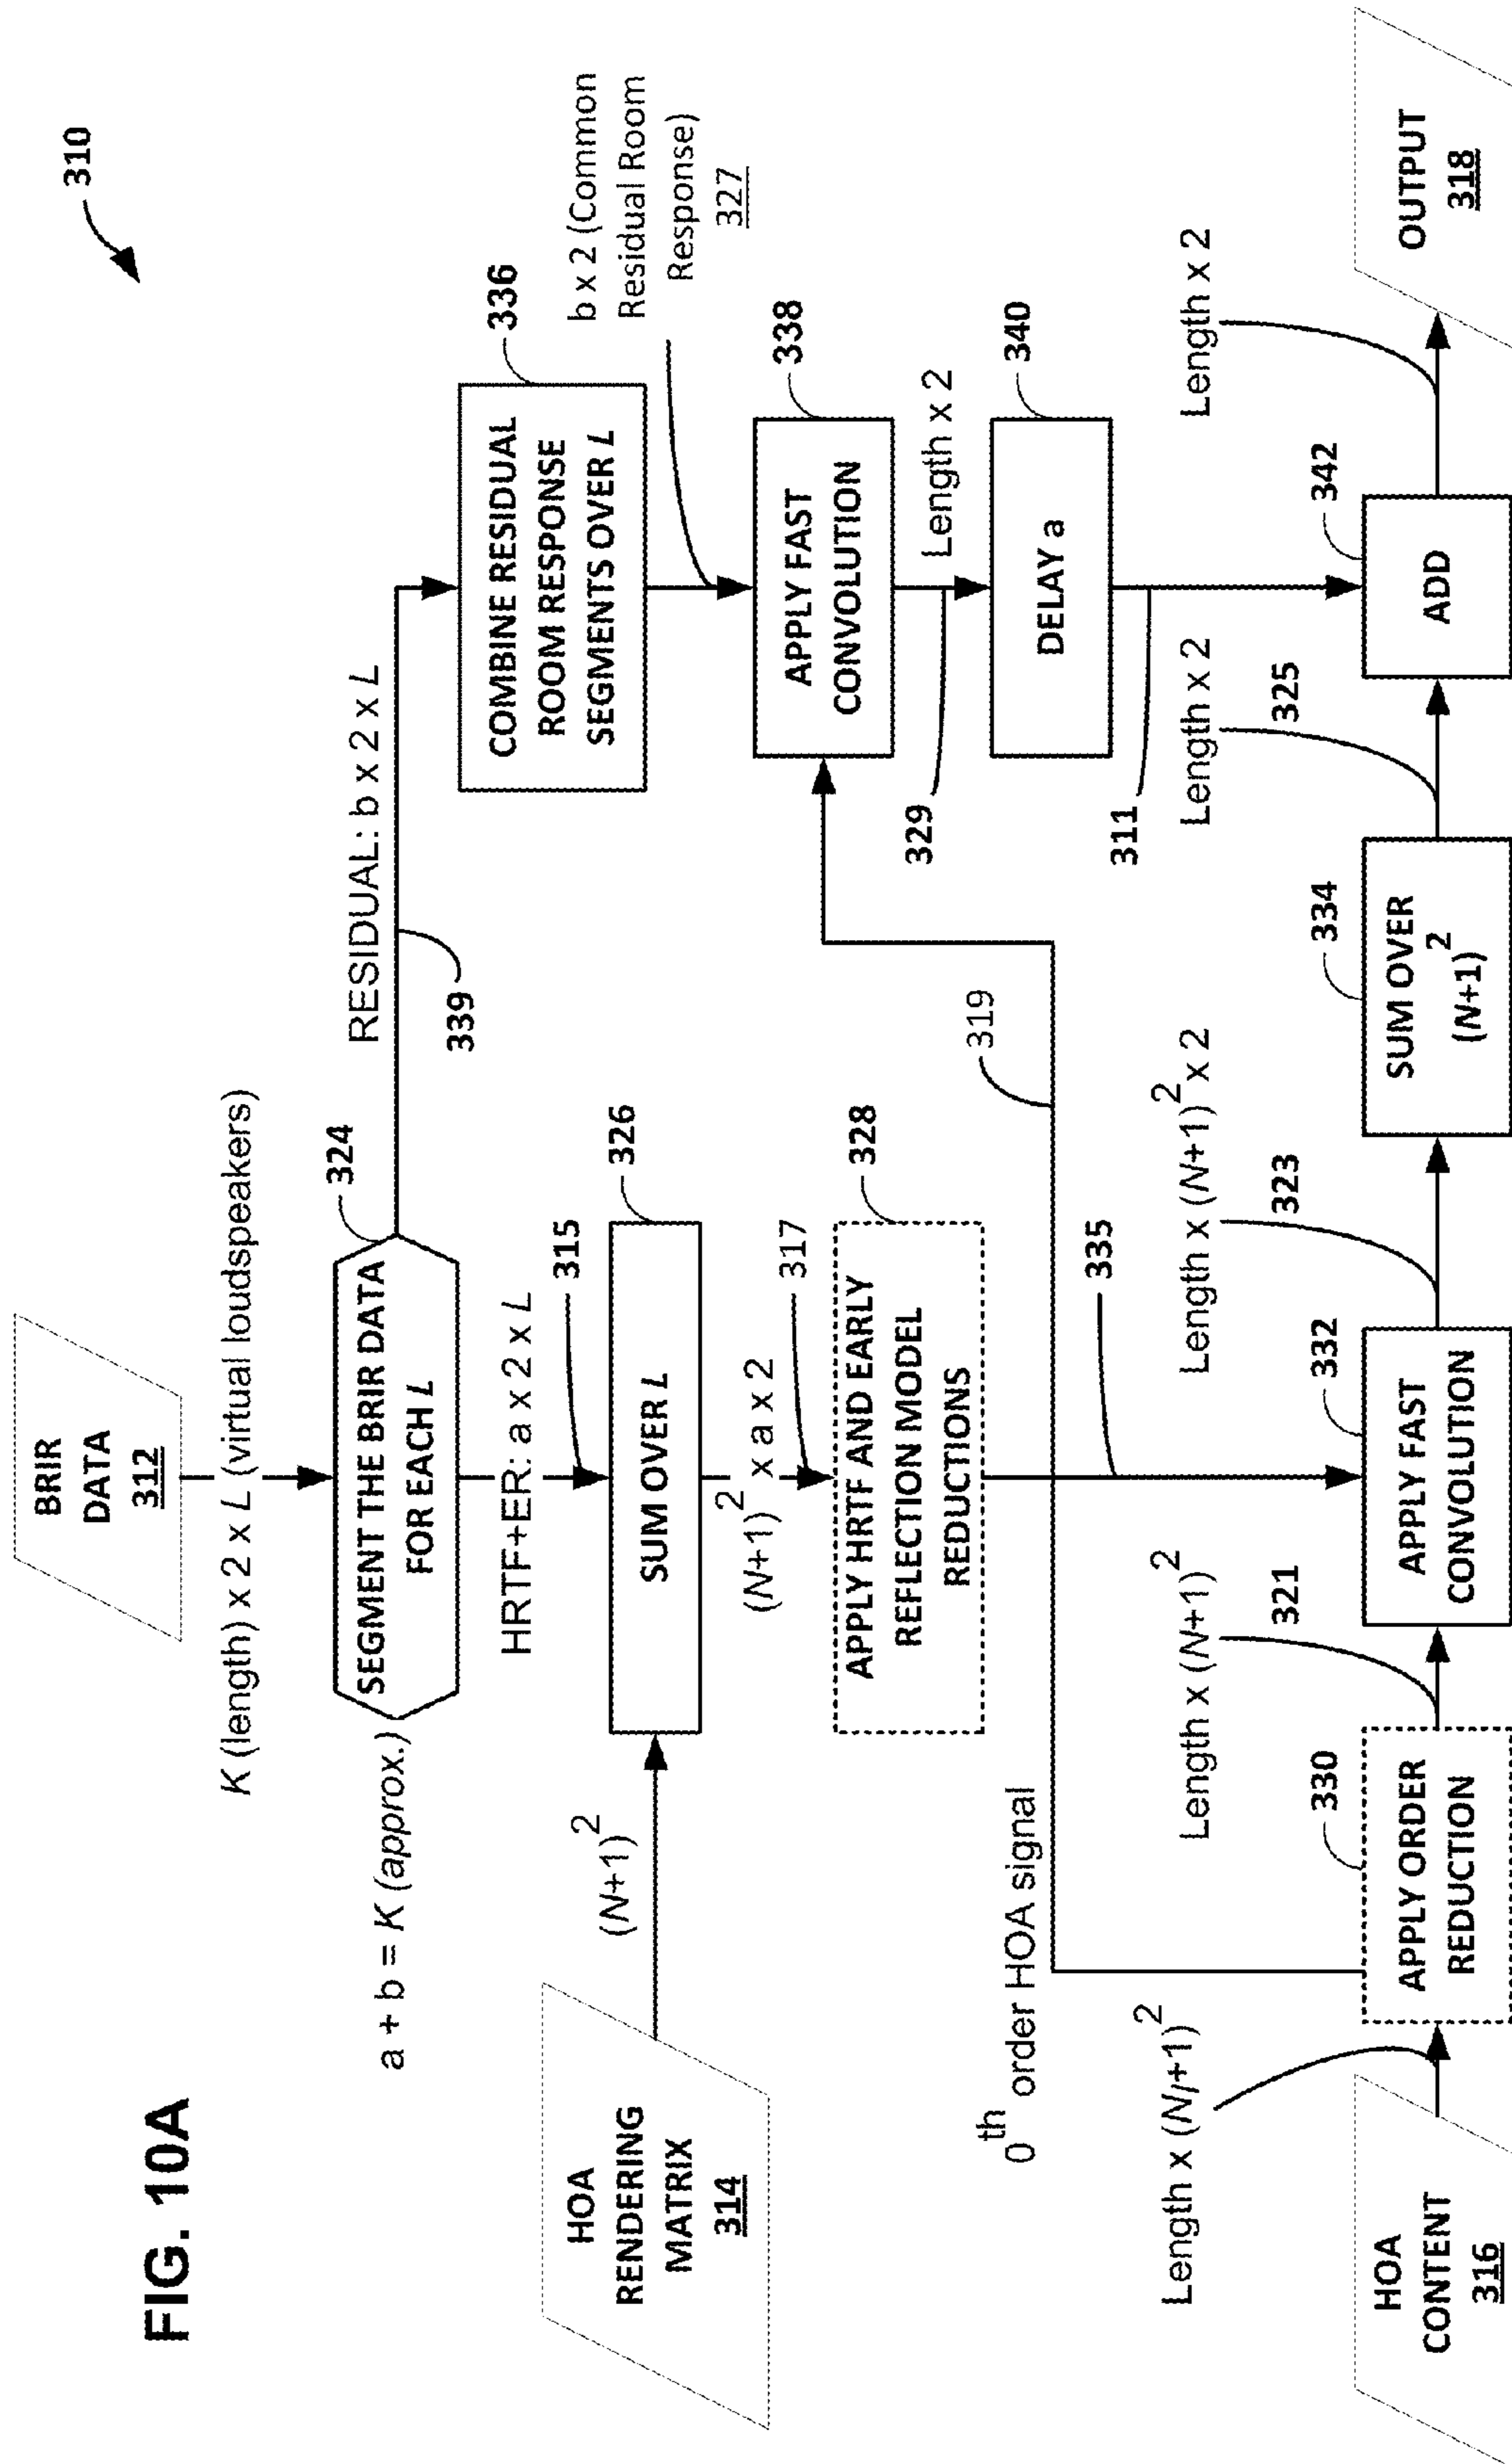 FIG. 10A
310
BRIR
DATA
312
K (length) x 2 x L (virtual loudspeakers)
324
SEGMENT THE BRIR DATA
FOR EACH L
a + b = K (approx.)
RESIDUAL: b x 2 x L
339
HRTF+ER: a x 2 x L
315
HOA
RENDERING
MATRIX
314
(N+1)²
326
SUM OVER L
(N+1)² x a x 2
317
328
APPLY HRTF AND EARLY
REFLECTION MODEL
REDUCTIONS
335
336
COMBINE RESIDUAL
ROOM RESPONSE
SEGMENTS OVER L
b x 2 (Common
Residual Room
Response)
327
338
APPLY FAST
CONVOLUTION
329
Length x 2
340
DELAY a
311
0th order HOA signal
319
HOA
CONTENT
316
Length x (Nı+1)²
330
APPLY ORDER
REDUCTION
Length x (N+1)²
321
332
APPLY FAST
CONVOLUTION
Length x (N+1)² x 2
323
334
SUM OVER
(N+1)²
Length x 2
325
342
ADD
Length x 2
OUTPUT
318